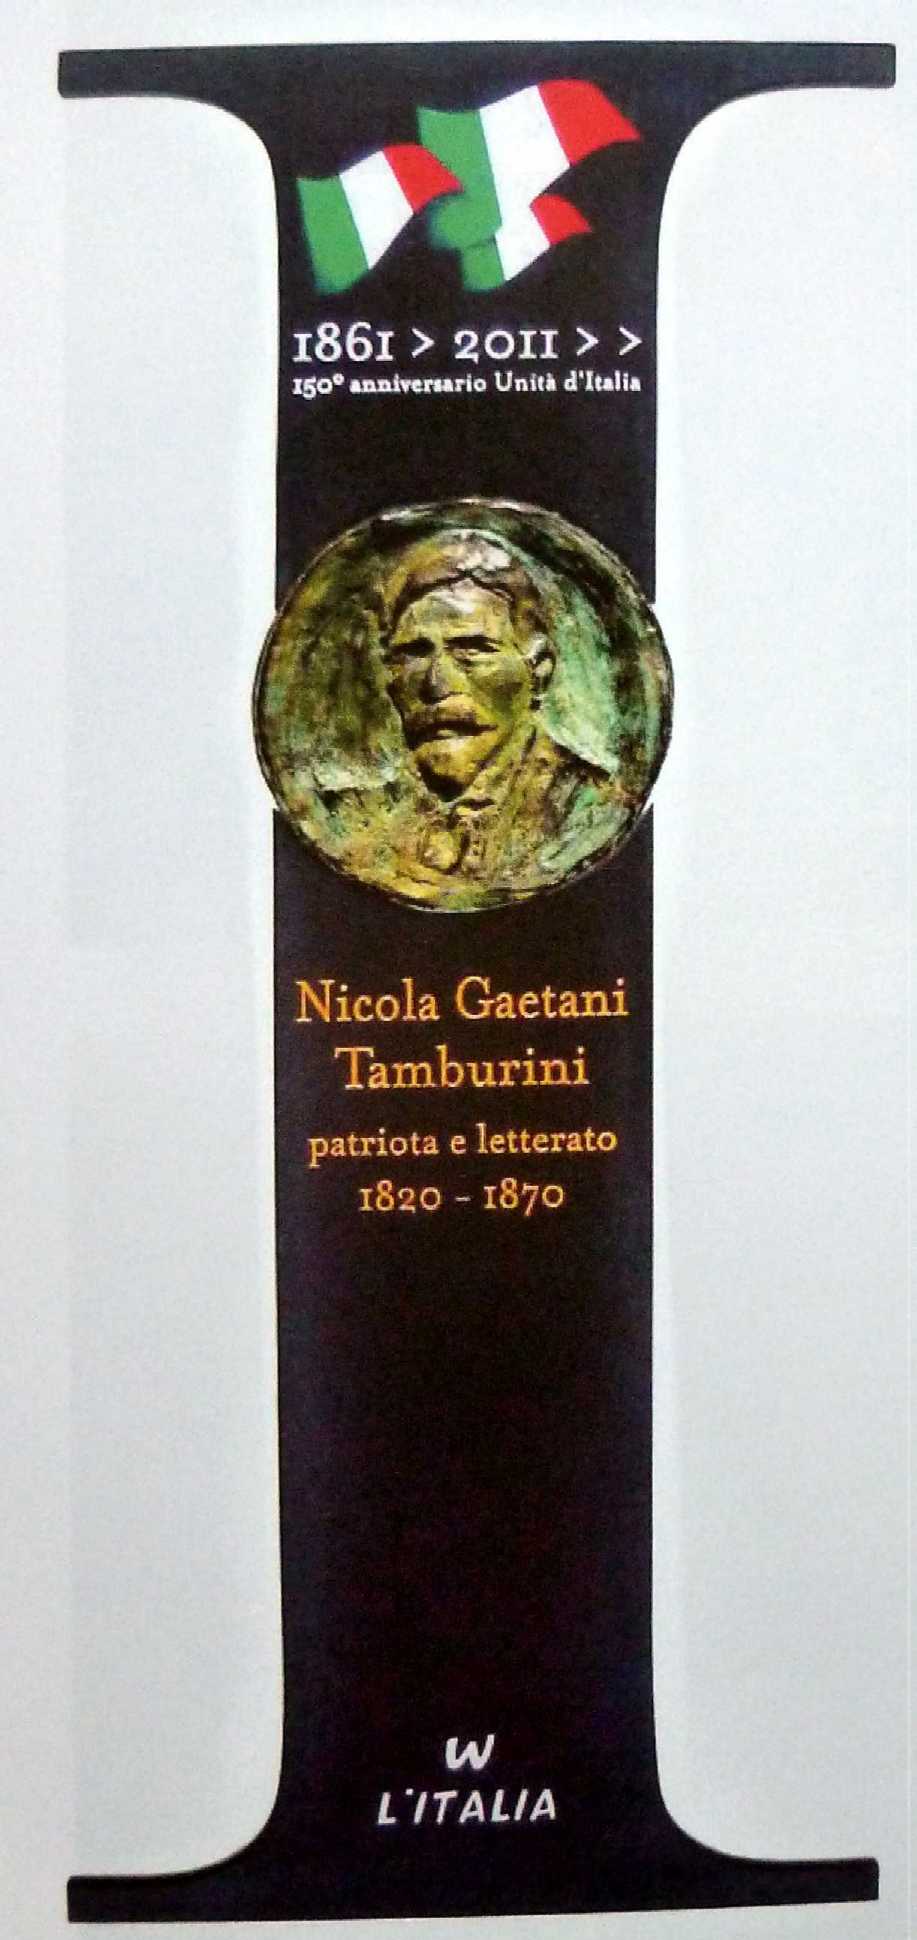 1861 > 2011 > >
150° anniversario Unità d'Italia
Nicola Gaetani
Tamburini
patriota e letterato
1820 - 1870
W
L'ITALIA